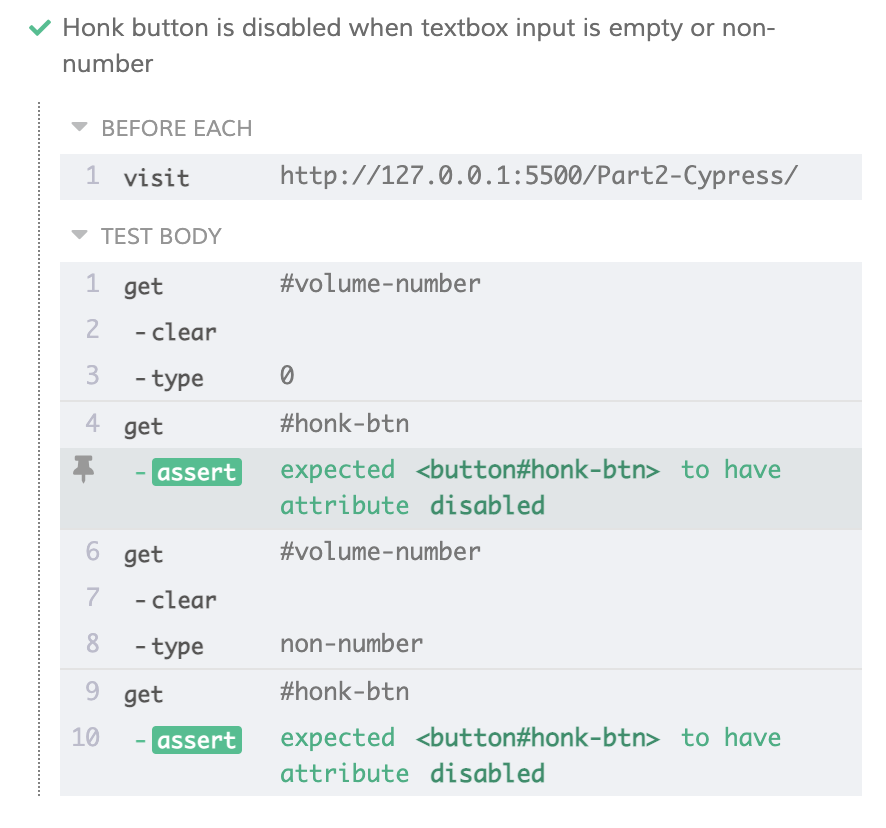 Honk button is disabled when textbox input is empty or non-
number
BEFORE EACH
1 visit http://127.0.0.1:5500/Part2-Cypress/
TEST BODY
1 get #volume-number
2 -clear
3 -type 0
4 get #honk-btn
-assert expected <button#honk-btn> to have
attribute disabled
6 get #volume-number
7 -clear
8 -type non-number
9 get #honk-btn
10 -assert expected <button#honk-btn> to have
attribute disabled